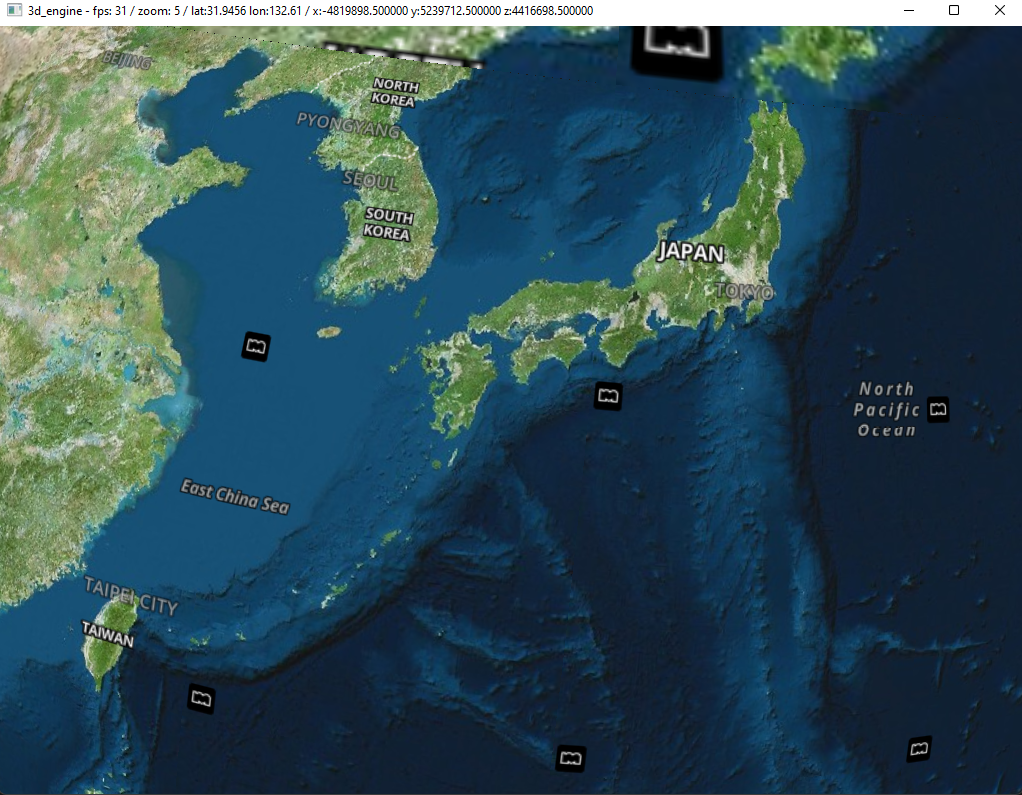 3d_engine - fps: 31 / zoom: 5 / lat:31.9456 lon:132.61 / x:-4819898.500000 y:5239712.500000 z:4416698.500000
BEIJING
NORTH
KOREA
PYONGYANG
SEOUL
SOUTH
KOREA
JAPAN
TOKYO
North
Pacific
Ocean
East China Sea
TAIPEI CITY
TAIWAN